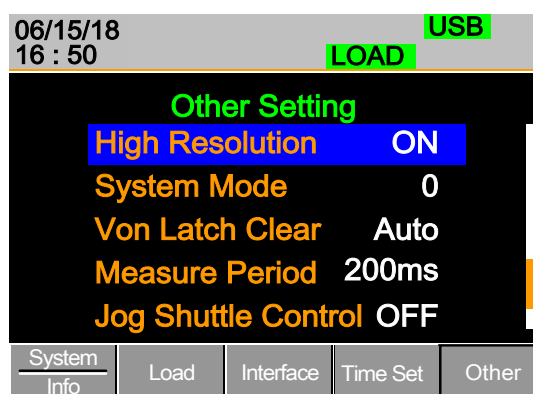 06/15/18 USB
16 : 50 LOAD
Other Setting
High Resolution ON
System Mode 0
Von Latch Clear Auto
Measure Period 200ms
Jog Shuttle Control OFF
System Info Load Interface Time Set Other